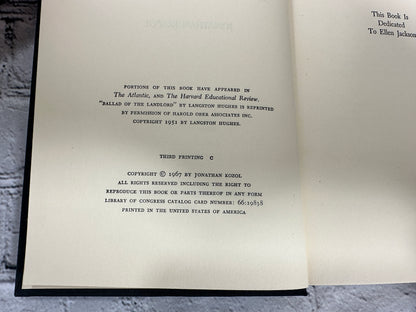 PORTIONS OF THIS BOOK HAVE APPEARED IN
The Atlantic, AND The Harvard Educational Review,
"BALLAD OF THE LANDLORD" BY LANGSTON HUGHES IS REPRINTED
BY PERMISSION OF HAROLD OBER ASSOCIATES INC.
COPYRIGHT 1951 BY LANGSTON HUGHES.
THIRD PRINTING C
COPYRIGHT © 1967 BY JONATHAN KOZOL
ALL RIGHTS RESERVED INCLUDING THE RIGHT TO
REPRODUCE THIS BOOK OR PARTS THEREOF IN ANY FORM
LIBRARY OF CONGRESS CATALOG CARD NUMBER: 66:19838
PRINTED IN THE UNITED STATES OF AMERICA
This Book Is
Dedicated
To Ellen Jackson